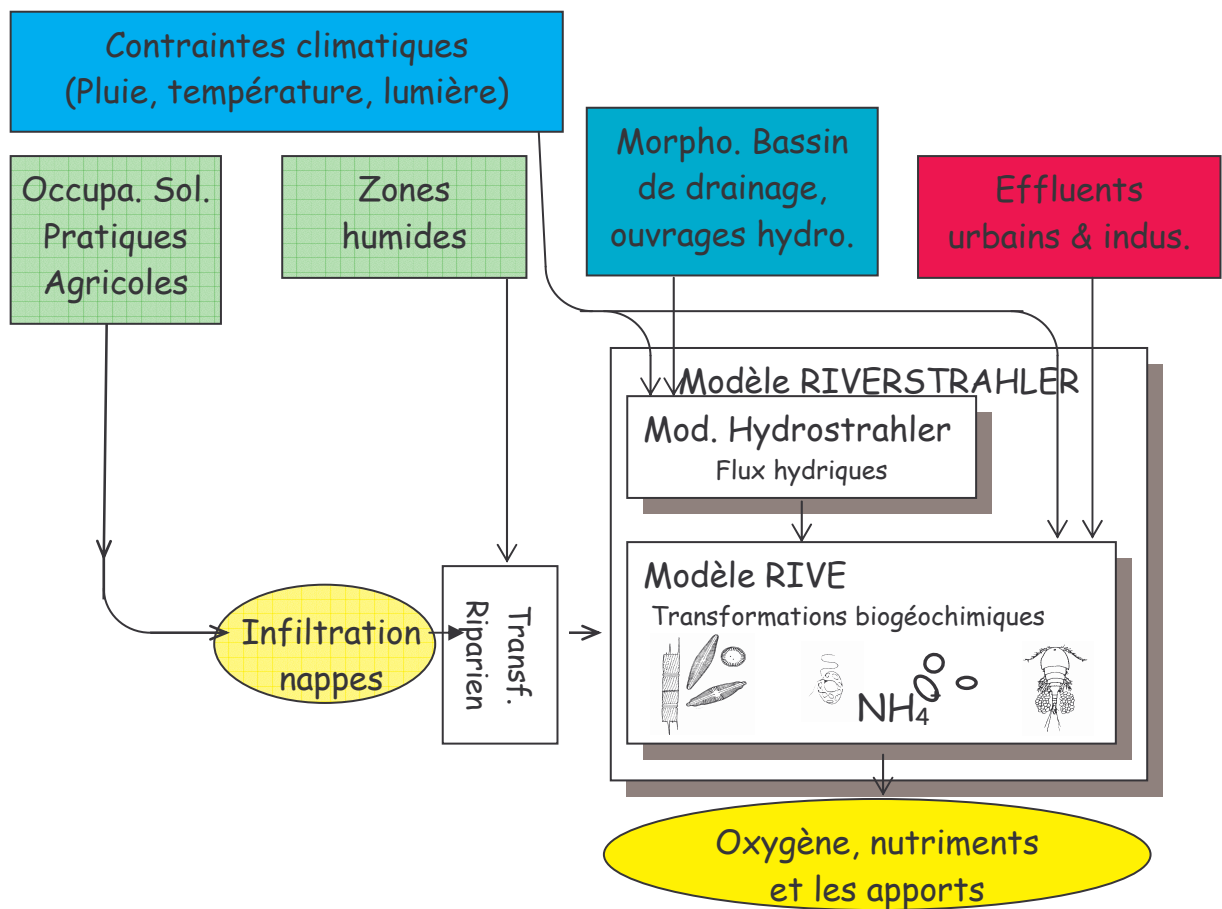 Contraintes climatiques
(Pluie, température, lumière)
Morpho. Bassin
de drainage,
ouvrages hydro.
Occupa. Sol.
Pratiques
Agricoles
Zones
humides
Effluents
urbains & indus.
Modèle RIVERSTRAHLER
Mod. Hydrostrahler
Flux hydriques
Modèle RIVE
Transformations biogéochimiques
NH4
Infiltration
nappes
Transf.
Riparien
Oxygène, nutriments
et les apports